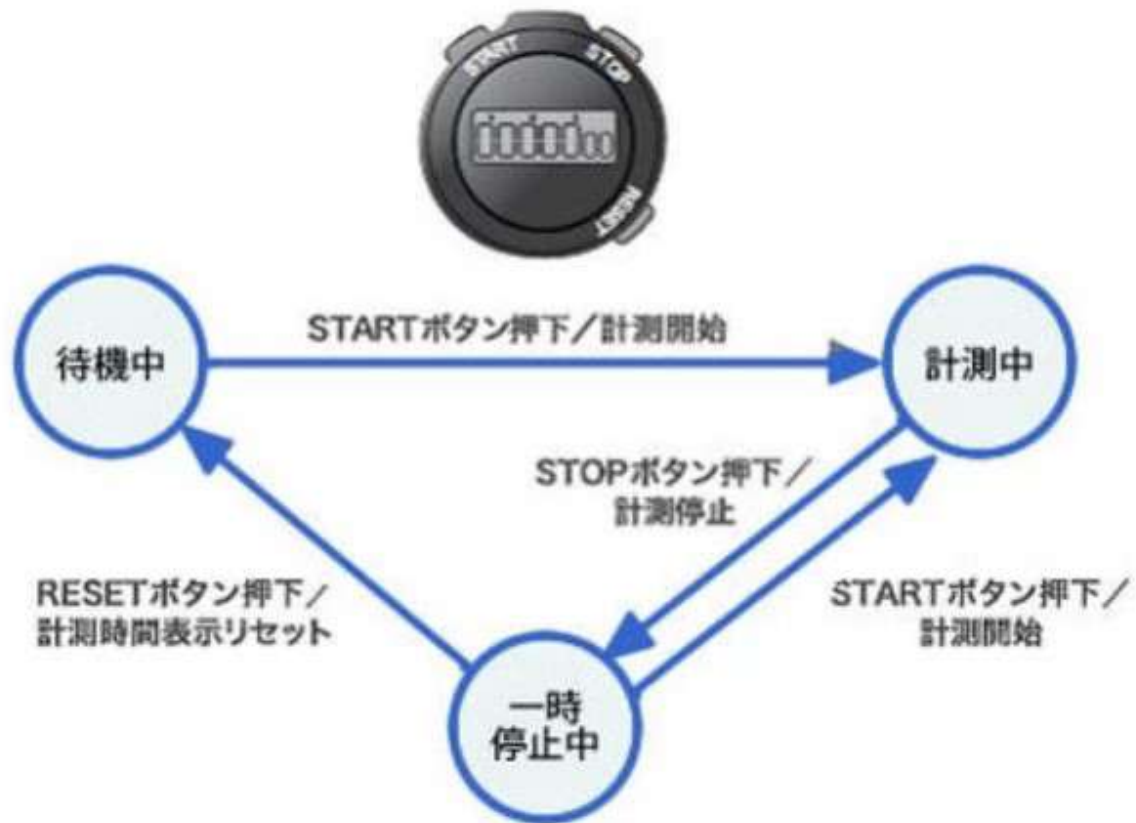 START
STOP
0000000
RESET
STARTボタン押下/計測開始
待機中
計測中
STOPボタン押下/
計測停止
RESETボタン押下/
計測時間表示リセット
STARTボタン押下/
計測開始
一時
停止中